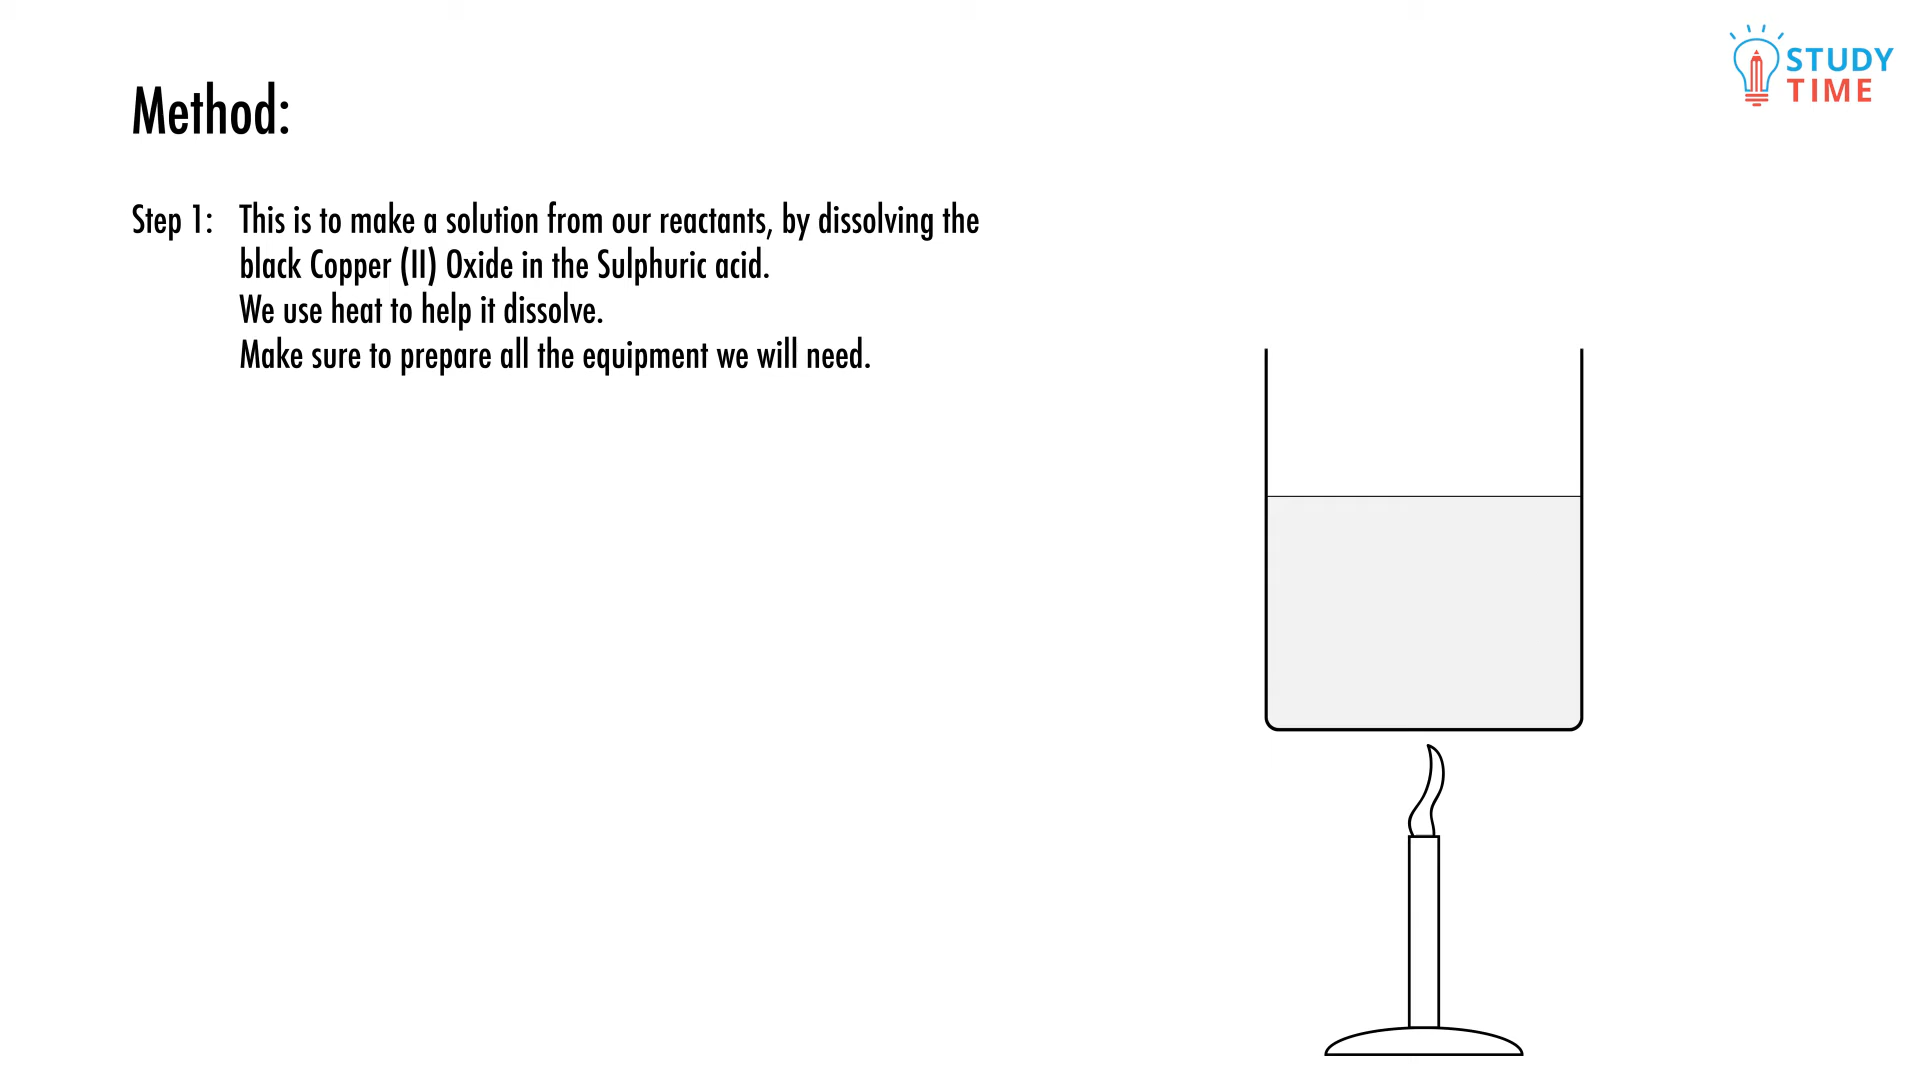 STUDY
TIME
Method:
Step 1: This is to make a solution from our reactants, by dissolving the
black Copper (II) Oxide in the Sulphuric acid.
We use heat to help it dissolve.
Make sure to prepare all the equipment we will need.